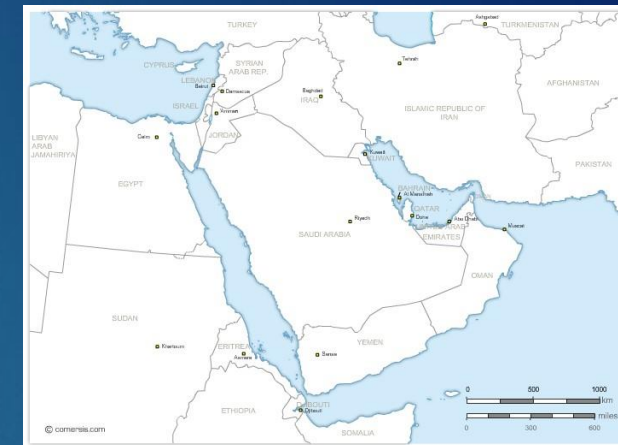 TURKEY
Ashgabat
TURKMENISTAN
CYPRUS
SYRIAN
ARAB REP.
Tehrah
LEBANON
Beirut
Damascus
Baghdad
IRAQ
AFGHANISTAN
ISRAEL
Amman
ISLAMIC REPUBLIC OF
IRAN
LIBYAN
ARAB
JAMAHIRIYA
Cairo
JORDAN
Kuwait
KUWAIT
PAKISTAN
EGYPT
BAHRAIN
Al Manamah
QATAR
Doha
Abu Dhabi
UNITED ARAB
EMIRATES
Muscat
Riyadh
SAUDI ARABIA
OMAN
SUDAN
Khartoum
ERITREA
Asmara
YEMEN
Sanaa
DJIBOUTI
Djibouti
ETHIOPIA
SOMALIA
0 500 1000
km
miles
0 300 600
© comersis.com